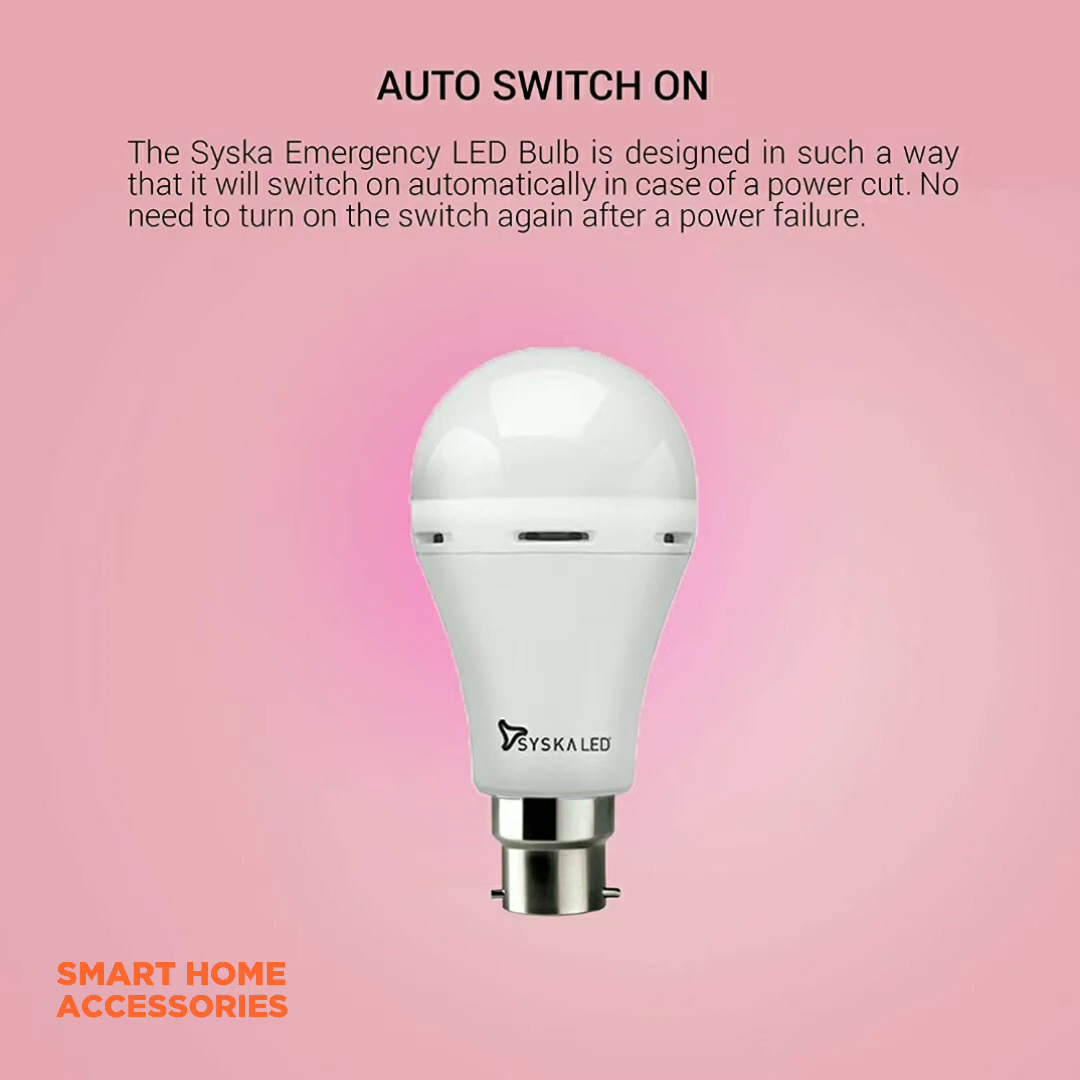 AUTO SWITCH ON
The Syska Emergency LED Bulb is designed in such a way
that it will switch on automatically in case of a power cut. No
need to turn on the switch again after a power failure.
SYSKA LED
SMART HOME
ACCESSORIES